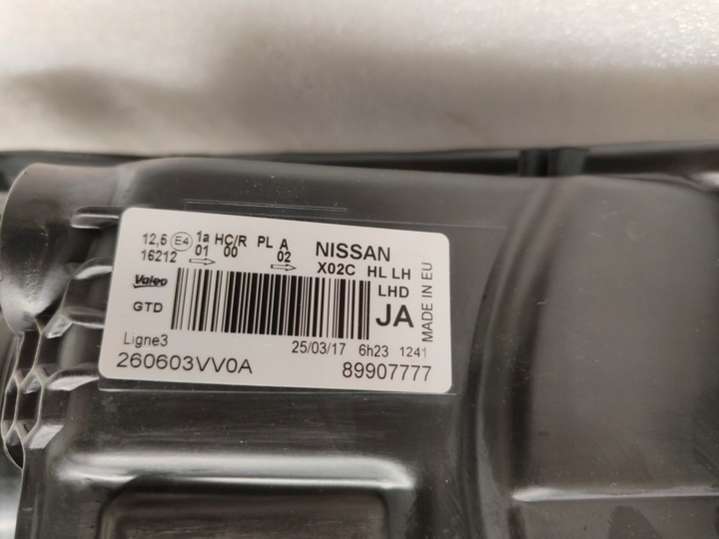 12,5 E4 1a HC/R PL A NISSAN
16212 → 01 00 02 → X02C HL LH
Valeo LHD
GTD JA
MADE IN EU
Ligne3 25/03/17 6h23 1241
260603VV0A 89907777